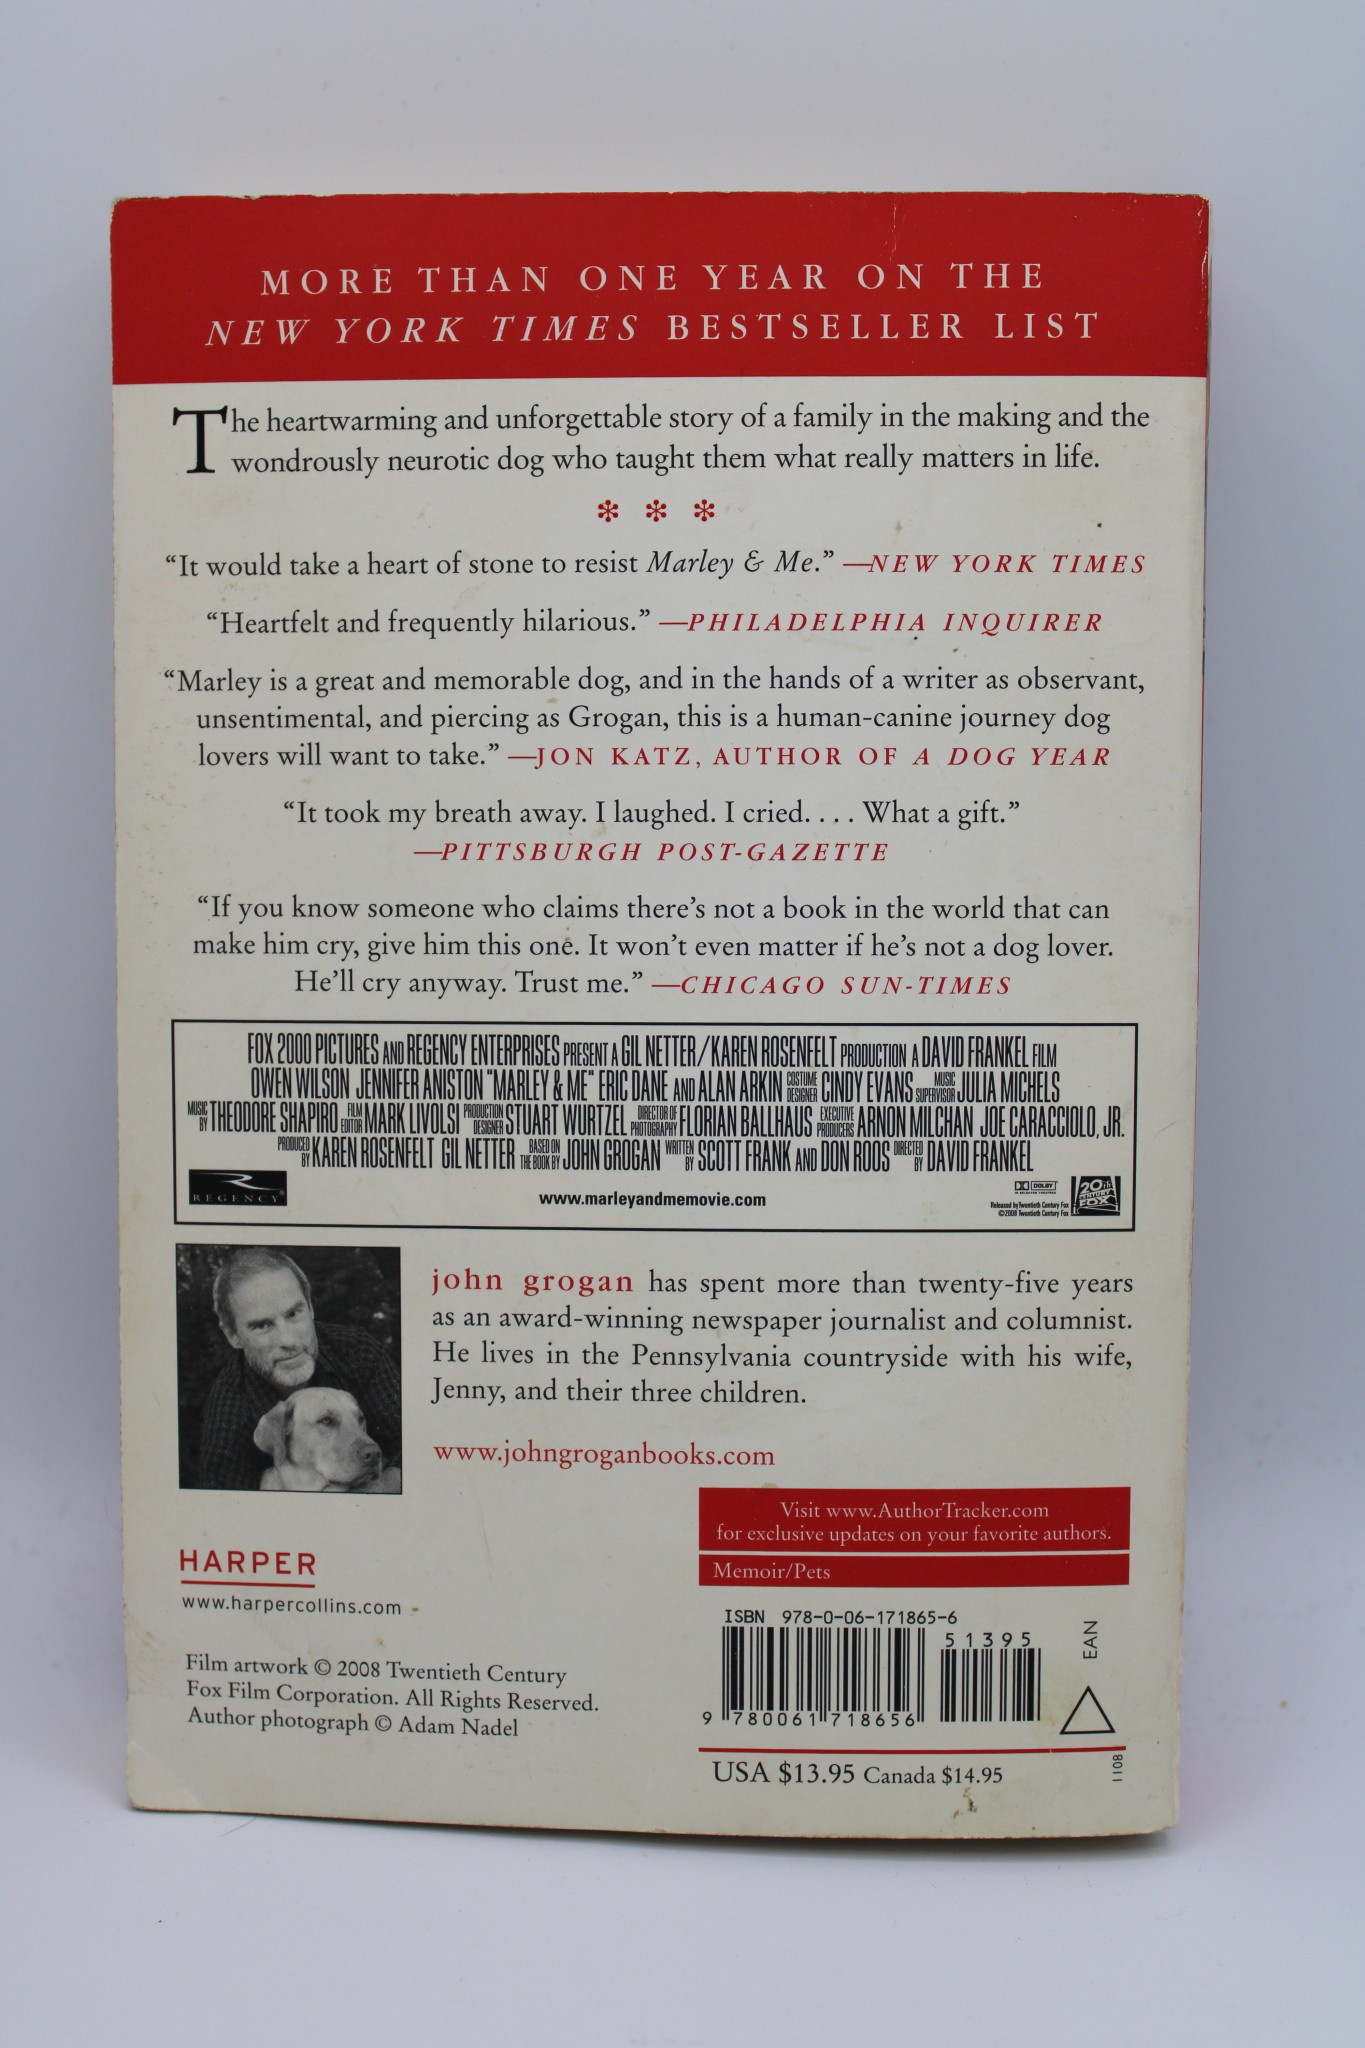 MORE THAN ONE YEAR ON THE
NEW YORK TIMES BESTSELLER LIST
The heartwarming and unforgettable story of a family in the making and the
wondrously neurotic dog who taught them what really matters in life.
* * *
“It would take a heart of stone to resist Marley & Me.” —NEW YORK TIMES
“Heartfelt and frequently hilarious.” —PHILADELPHIA INQUIRER
“Marley is a great and memorable dog, and in the hands of a writer as observant,
unsentimental, and piercing as Grogan, this is a human-canine journey dog
lovers will want to take.” —JON KATZ, AUTHOR OF A DOG YEAR
“It took my breath away. I laughed. I cried. . . . What a gift.”
—PITTSBURGH POST-GAZETTE
“If you know someone who claims there’s not a book in the world that can
make him cry, give him this one. It won’t even matter if he’s not a dog lover.
He’ll cry anyway. Trust me.” —CHICAGO SUN-TIMES
FOX 2000 PICTURES AND REGENCY ENTERPRISES PRESENT A GIL NETTER/KAREN ROSENFELT PRODUCTION A DAVID FRANKEL FILM
OWEN WILSON JENNIFER ANISTON "MARLEY & ME" ERIC DANE AND ALAN ARKIN COSTUME DESIGNER CINDY EVANS MUSIC SUPERVISOR JULIA MICHELS
MUSIC BY THEODORE SHAPIRO FILM EDITOR MARK LIVOLSI PRODUCTION DESIGNER STUART WURTZEL DIRECTOR OF PHOTOGRAPHY FLORIAN BALLHAUS EXECUTIVE PRODUCERS ARNON MILCHAN JOE CARACCIOLO, JR.
PRODUCED BY KAREN ROSENFELT GIL NETTER BASED ON THE BOOK BY JOHN GROGAN WRITTEN BY SCOTT FRANK AND DON ROOS DIRECTED BY DAVID FRANKEL
REGENCY
www.marleyandmemovie.com
DOLBY
IN SELECTED THEATRES
Released by Twentieth Century Fox
©2008 Twentieth Century Fox
20th CENTURY FOX
john grogan has spent more than twenty-five years
as an award-winning newspaper journalist and columnist.
He lives in the Pennsylvania countryside with his wife,
Jenny, and their three children.
www.johngroganbooks.com
Visit www.AuthorTracker.com
for exclusive updates on your favorite authors.
Memoir/Pets
HARPER
www.harpercollins.com
Film artwork © 2008 Twentieth Century
Fox Film Corporation. All Rights Reserved.
Author photograph © Adam Nadel
ISBN 978-0-06-171865-6
51395
EAN
9 780061 718656
USA $13.95 Canada $14.95
1108